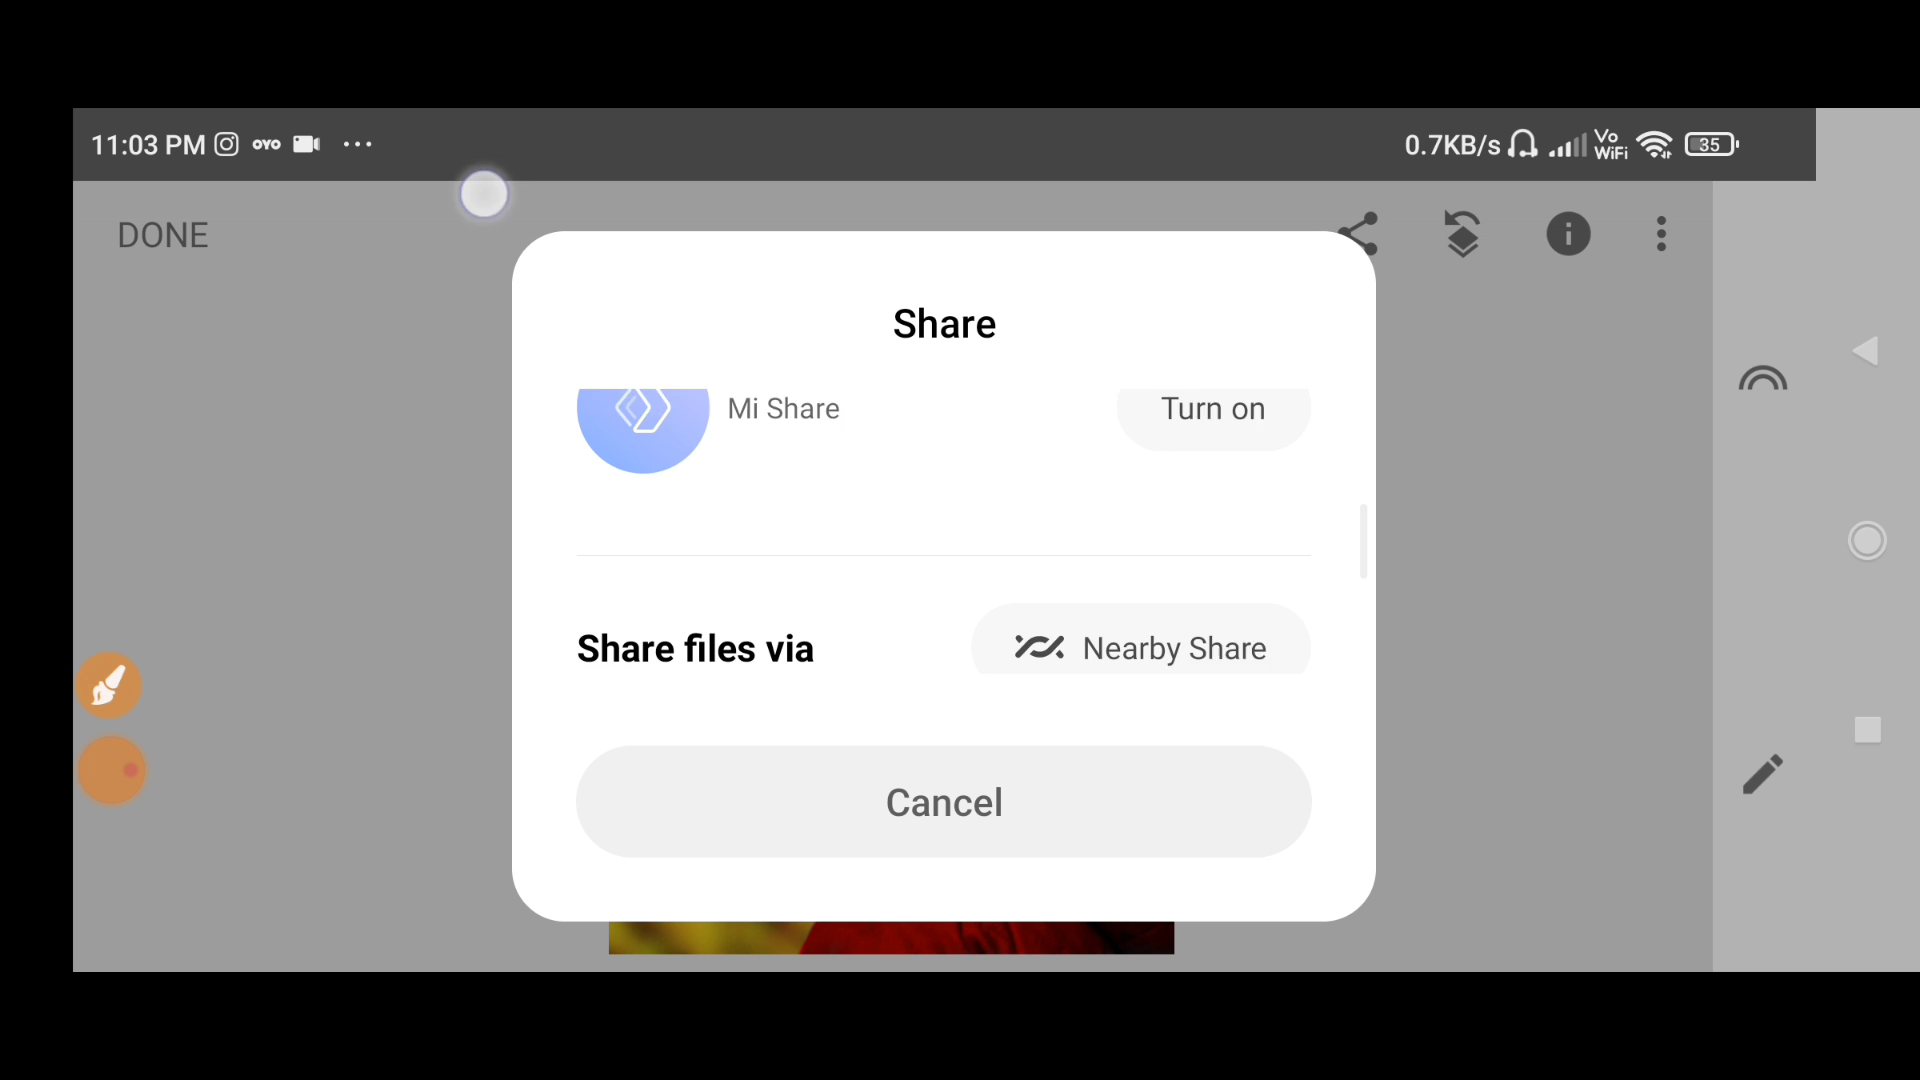 11:03 PM OYO 0.7KB/s Vo WiFi 35
DONE
Share
Mi Share Turn on
Share files via Nearby Share
Cancel